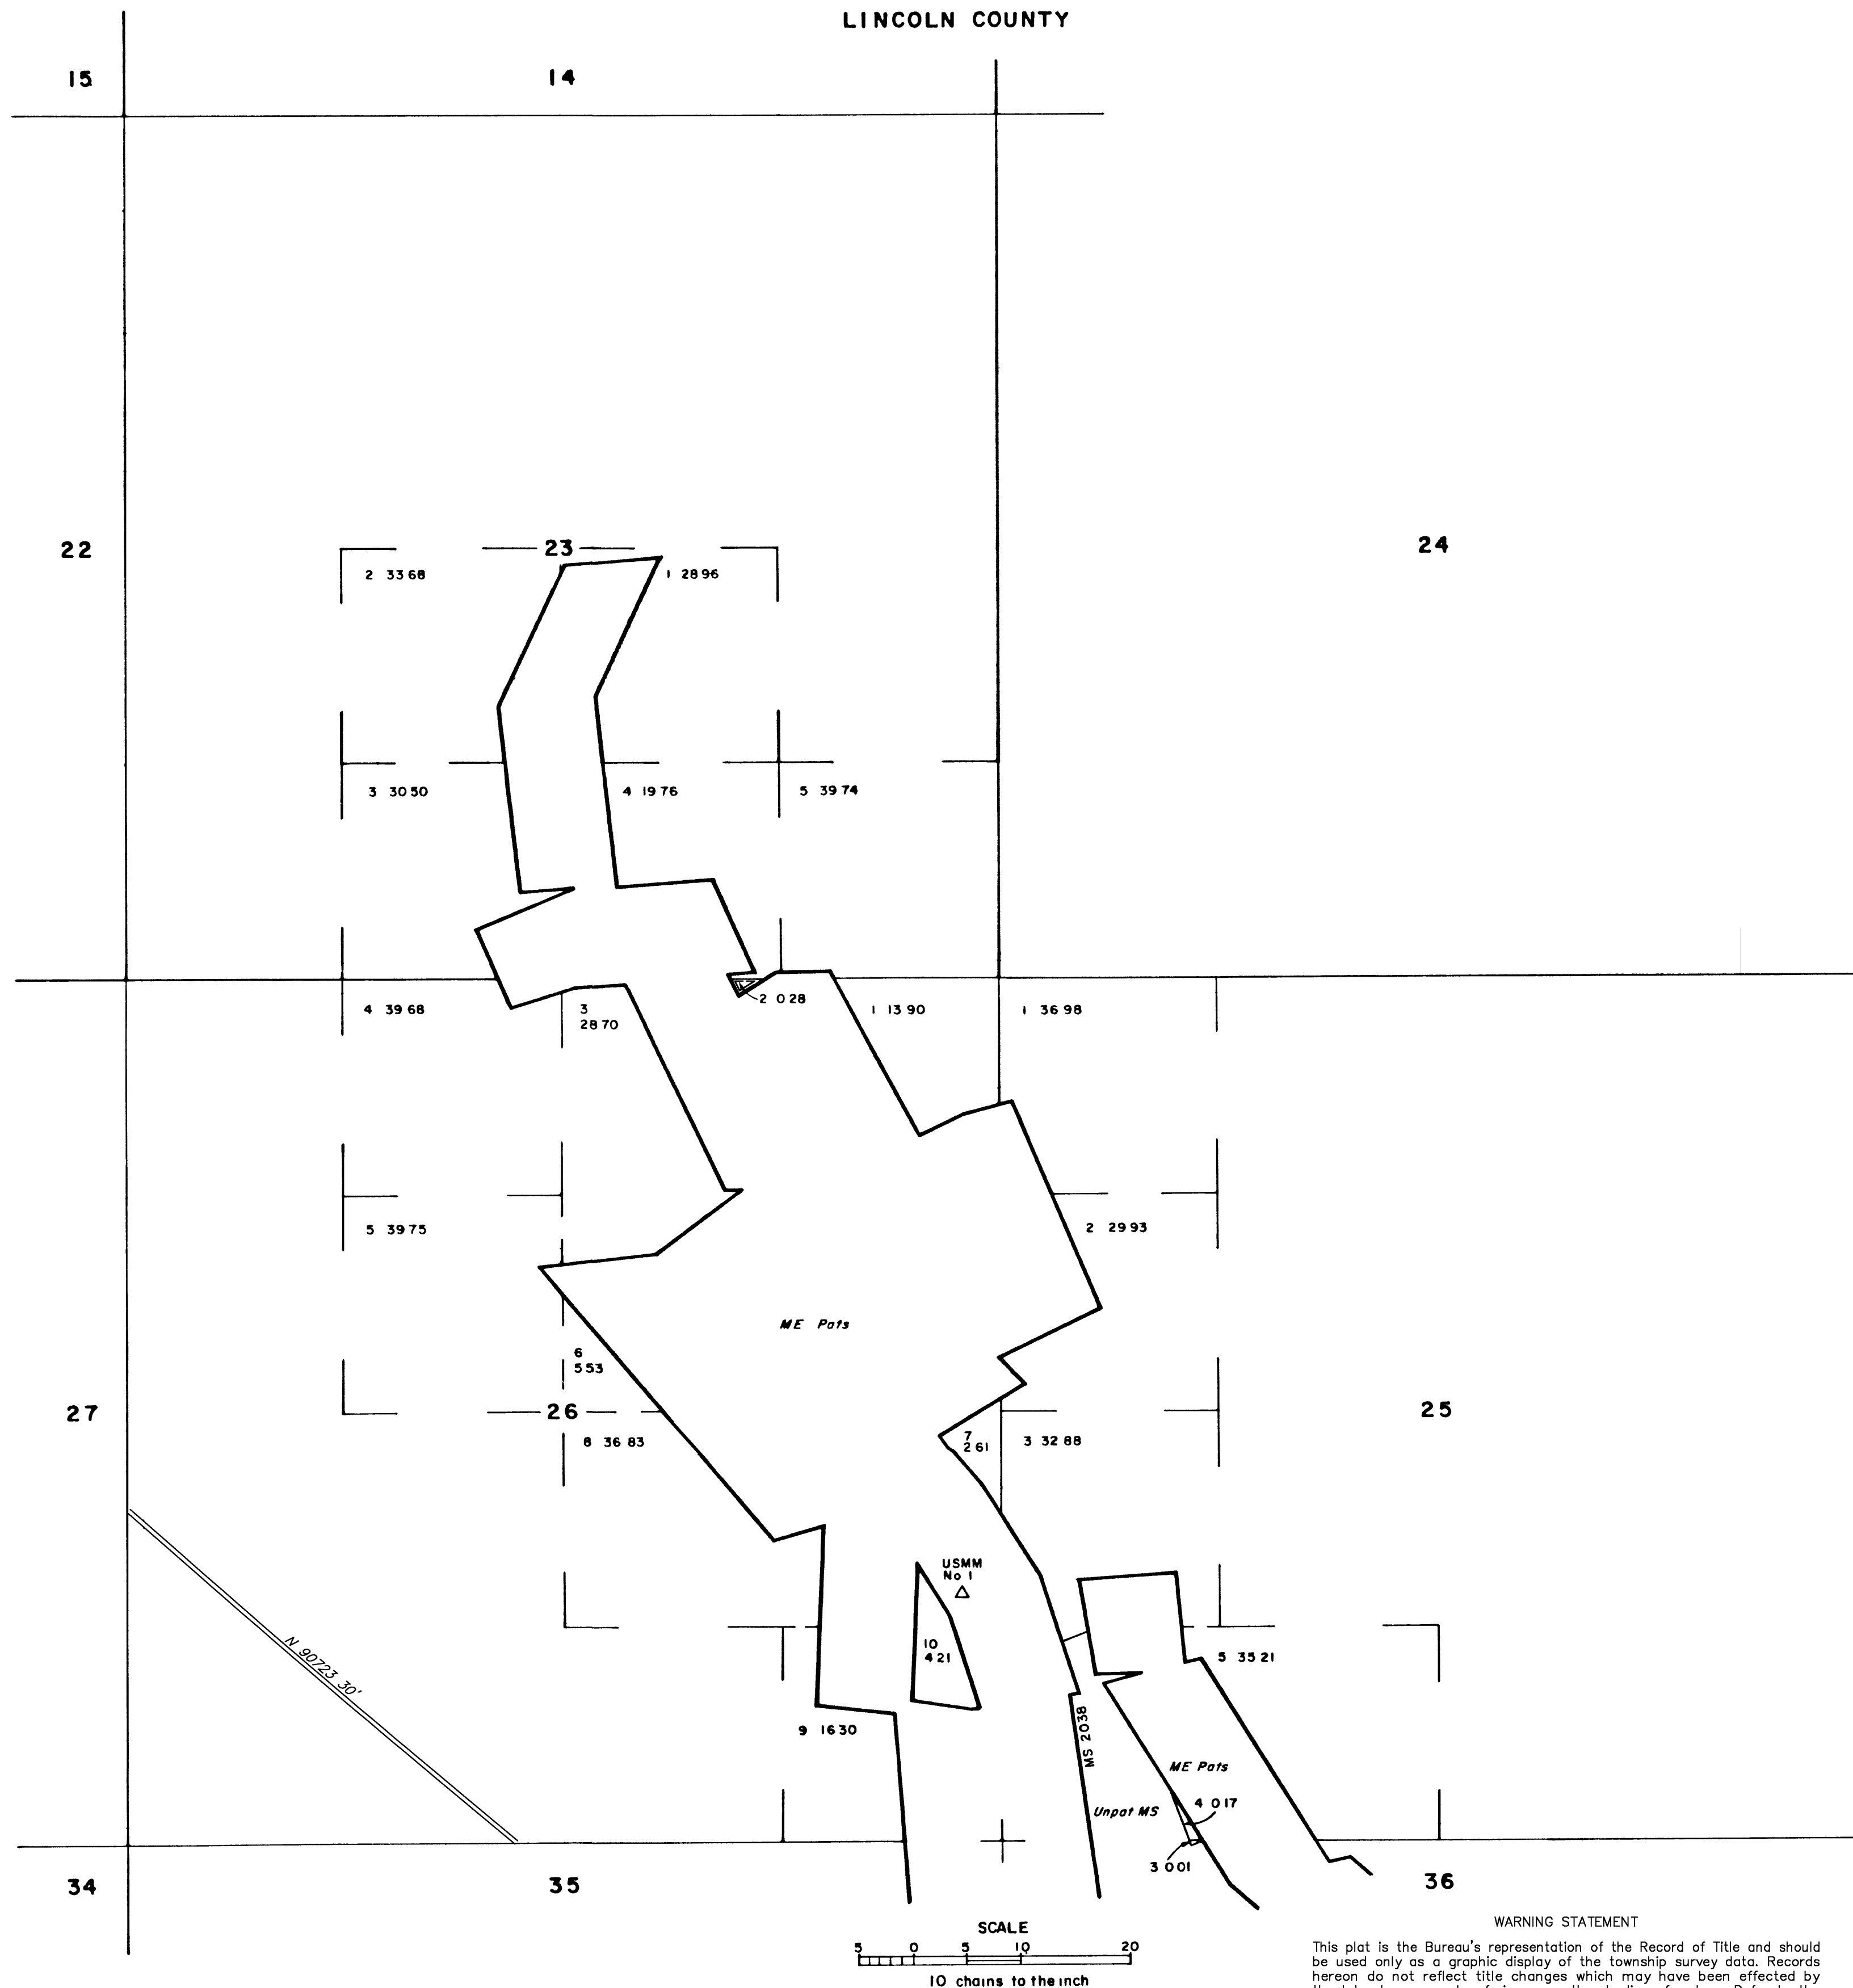 LINCOLN COUNTY
15
14
22
23
24
2 33 68
1 28 96
3 30 50
4 19 76
5 39 74
2 0 28
4 39 68
3
28 70
1 13 90
1 36 98
5 39 75
2 29 93
ME Pats
6
5 53
27
26
25
8 36 83
7
2 61
3 32 88
USMM
No 1
N 90723 30'
10
4 21
5 35 21
9 16 30
MS 2038
ME Pats
Unpat MS
4 0 17
3 0 01
34
35
36
SCALE
5 0 5 10 20
10 chains to the inch
WARNING STATEMENT
This plat is the Bureau's representation of the Record of Title and should
be used only as a graphic display of the township survey data. Records
hereon do not reflect title changes which may have been effected by